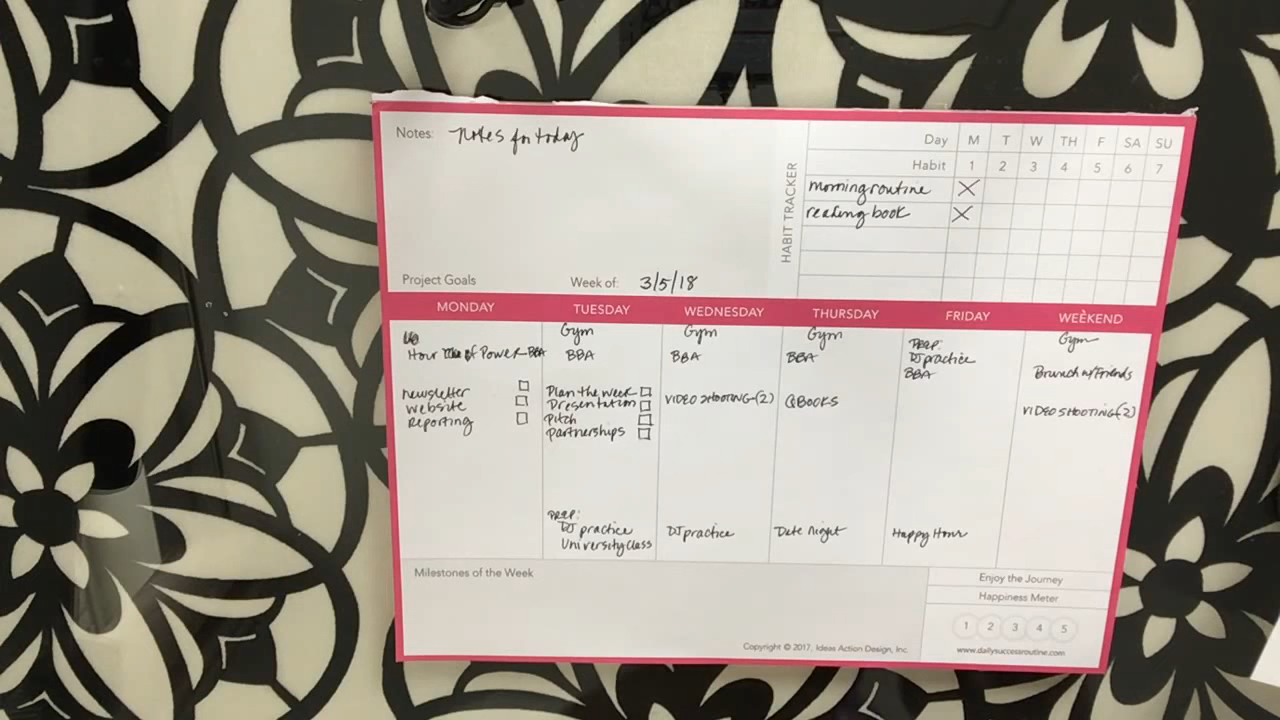 Notes: Notes for today
Day M T W TH F SA SU
Habit 1 2 3 4 5 6 7
HABIT TRACKER
morning routine X
reading book X
Project Goals Week of: 3/5/18
MONDAY TUESDAY WEDNESDAY THURSDAY FRIDAY WEEKEND
Hour of Power - BBA
newsletter
website
Reporting
Gym
BBA
Plan the week
Presentation
Pitch
Partnerships
PREP:
DJ practice
University Class
Gym
BBA
VIDEO SHOOTING-(2)
DJ practice
Gym
BBA
QBOOKS
Date Night
PREP:
DJ practice
BBA
Happy Hour
Gym
Brunch w/Friends
VIDEO SHOOTING(2)
Milestones of the Week
Enjoy the Journey
Happiness Meter
1 2 3 4 5
Copyright © 2017, Ideas Action Design, Inc.
www.dailysuccessroutine.com